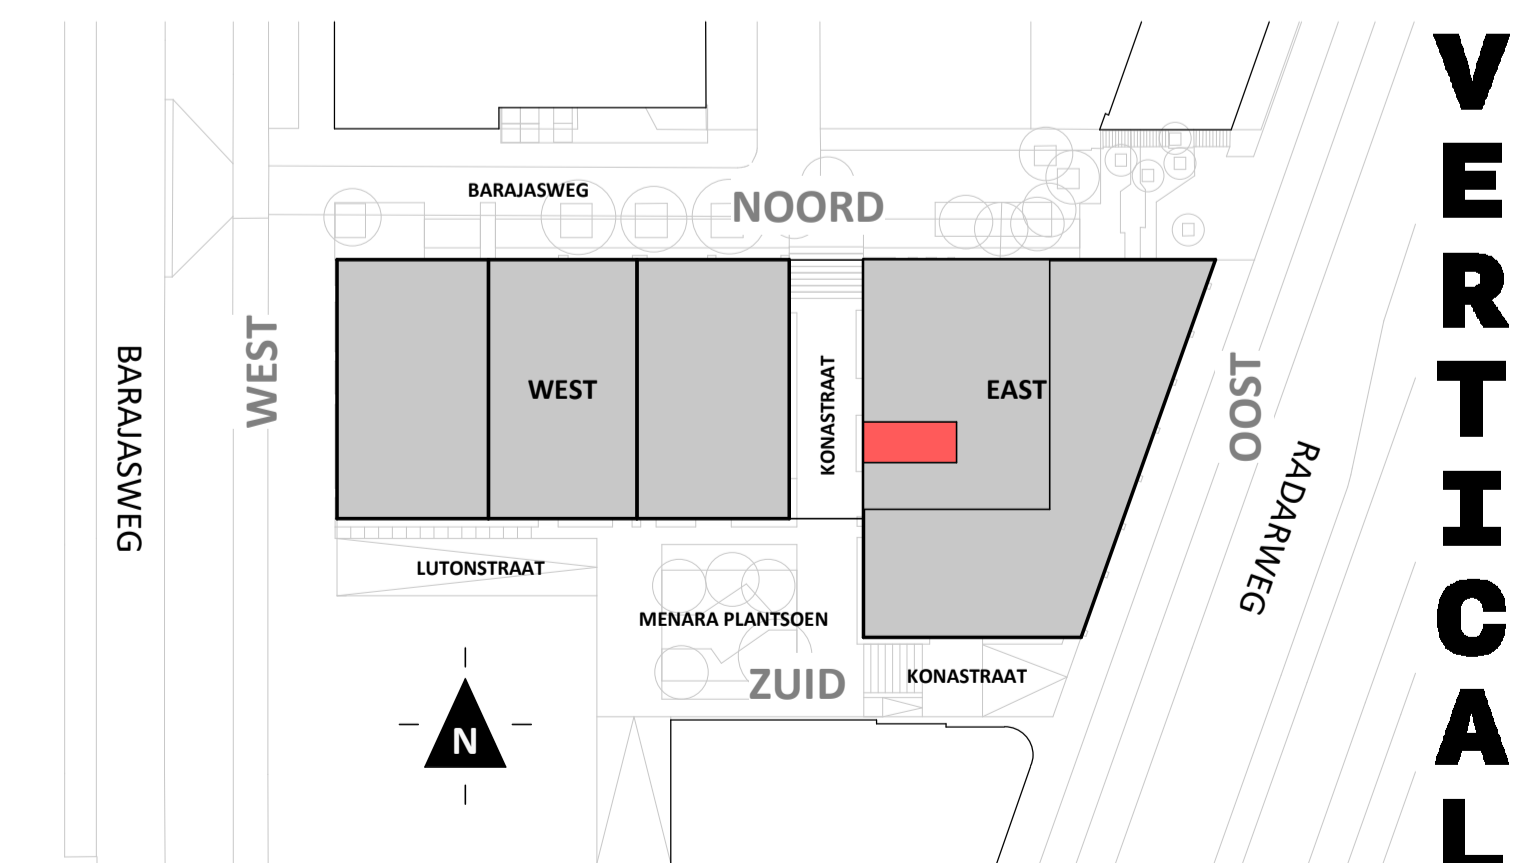 BARAJASWEG
NOORD
WEST
BARAJASWEG
WEST
KONASTRAAT
EAST
OOST
RADARWEG
LUTONSTRAAT
MENARA PLANTSOEN
ZUID
KONASTRAAT
N
VERTICAL